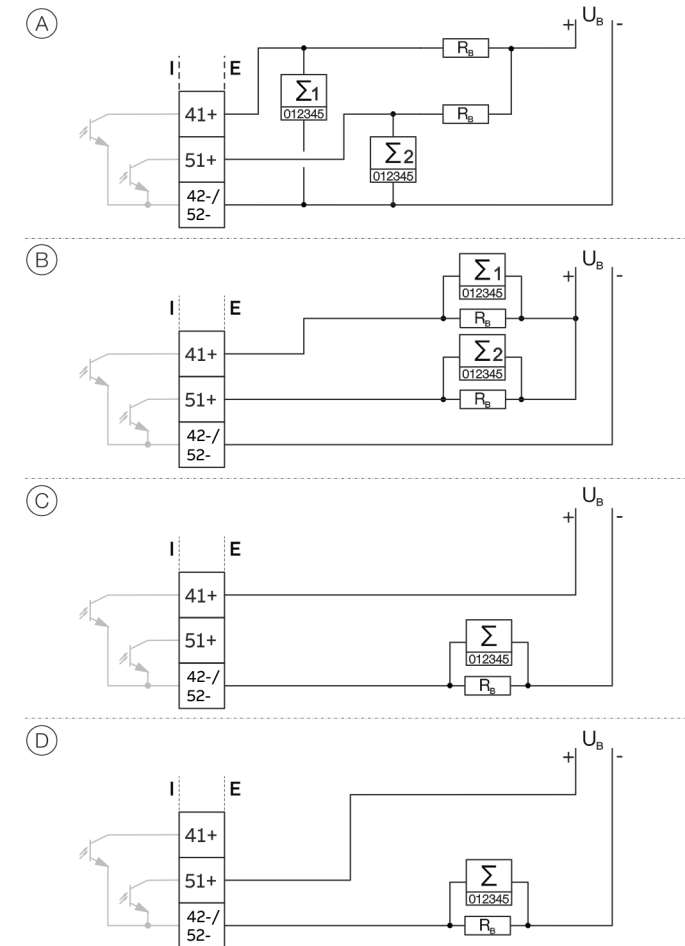 A
+ U_B -
R_B
I E
Σ1
012345
41+
R_B
Σ2
012345
51+
42-/
52-
B
U_B
+ -
Σ1
012345
I E
R_B
Σ2
012345
41+
51+
R_B
42-/
52-
C
U_B
+ -
I E
41+
Σ
012345
51+
42-/
52-
R_B
D
U_B
+ -
I E
41+
Σ
012345
51+
42-/
52-
R_B